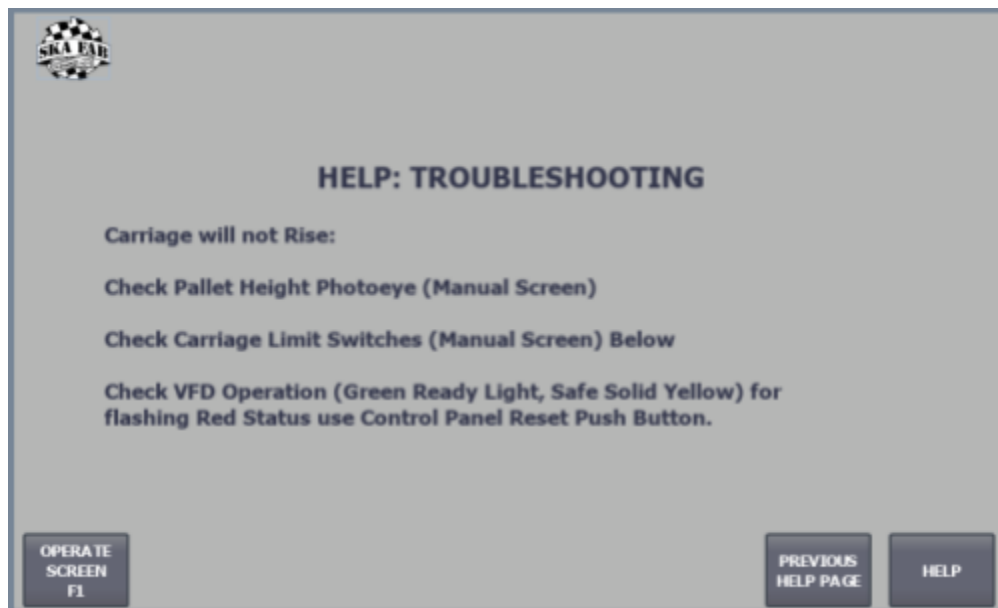 SKA FAB
HELP: TROUBLESHOOTING
Carriage will not Rise:
Check Pallet Height Photoeye (Manual Screen)
Check Carriage Limit Switches (Manual Screen) Below
Check VFD Operation (Green Ready Light, Safe Solid Yellow) for
flashing Red Status use Control Panel Reset Push Button.
OPERATE
SCREEN
F1
PREVIOUS
HELP PAGE
HELP